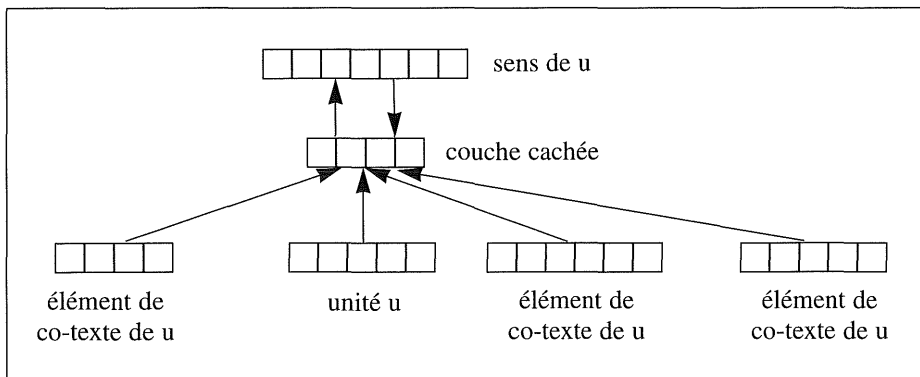 sens de u
couche cachée
élément de
co-texte de u
unité u
élément de
co-texte de u
élément de
co-texte de u